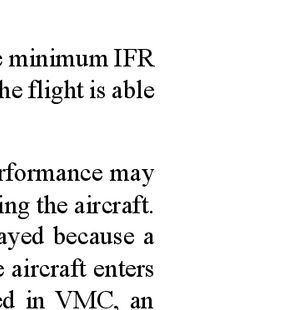 minimum IFR
he flight is able
rformance may
ing the aircraft.
ayed because a
aircraft enters
ed in VMC, an